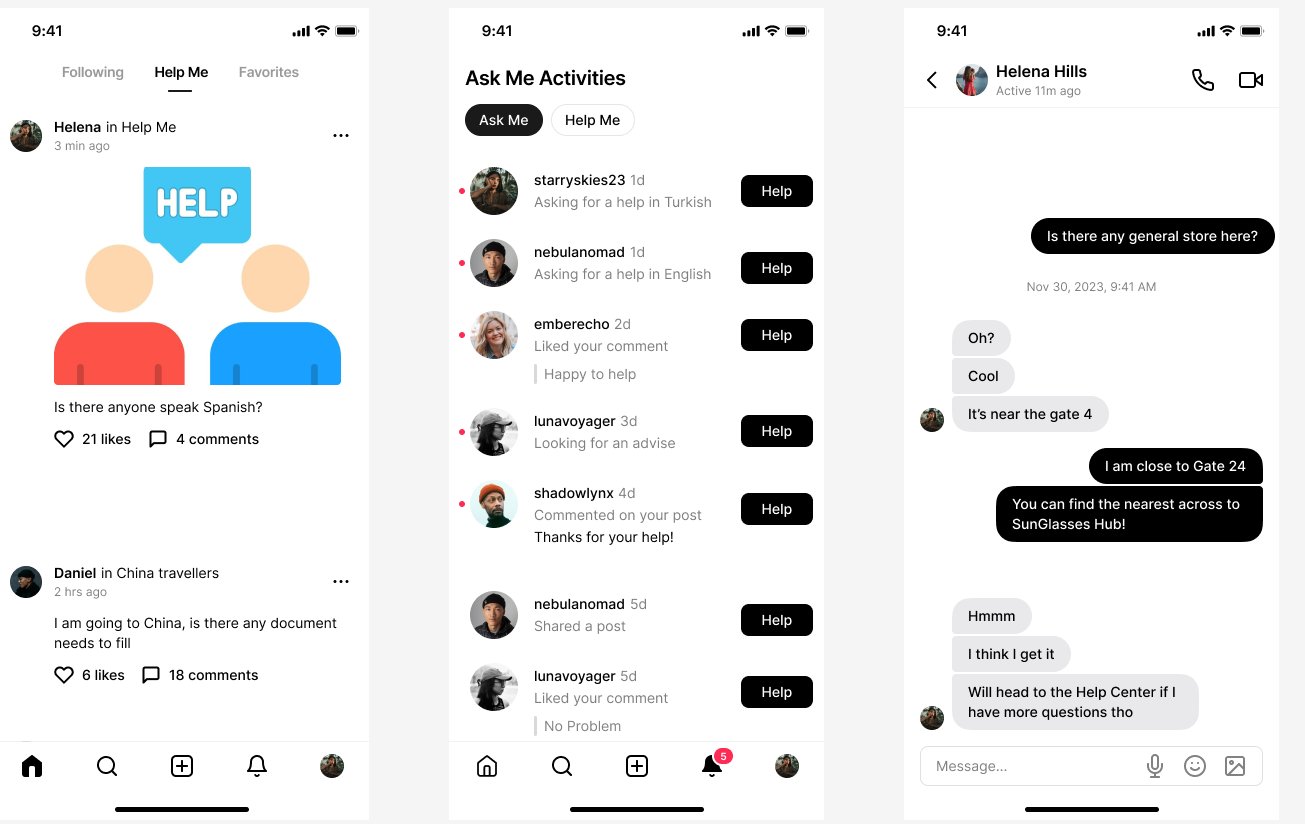 9:41
Following Help Me Favorites
Helena in Help Me
3 min ago
HELP
Is there anyone speak Spanish?
21 likes 4 comments
Daniel in China travellers
2 hrs ago
I am going to China, is there any document
needs to fill
6 likes 18 comments
9:41
Ask Me Activities
Ask Me Help Me
starryskies23 1d
Asking for a help in Turkish
Help
nebulanomad 1d
Asking for a help in English
Help
emberecho 2d
Liked your comment
Happy to help
Help
lunavoyager 3d
Looking for an advise
Help
shadowlynx 4d
Commented on your post
Thanks for your help!
Help
nebulanomad 5d
Shared a post
Help
lunavoyager 5d
Liked your comment
No Problem
Help
5
9:41
Helena Hills
Active 11m ago
Is there any general store here?
Nov 30, 2023, 9:41 AM
Oh?
Cool
It’s near the gate 4
I am close to Gate 24
You can find the nearest across to
SunGlasses Hub!
Hmmm
I think I get it
Will head to the Help Center if I
have more questions tho
Message...